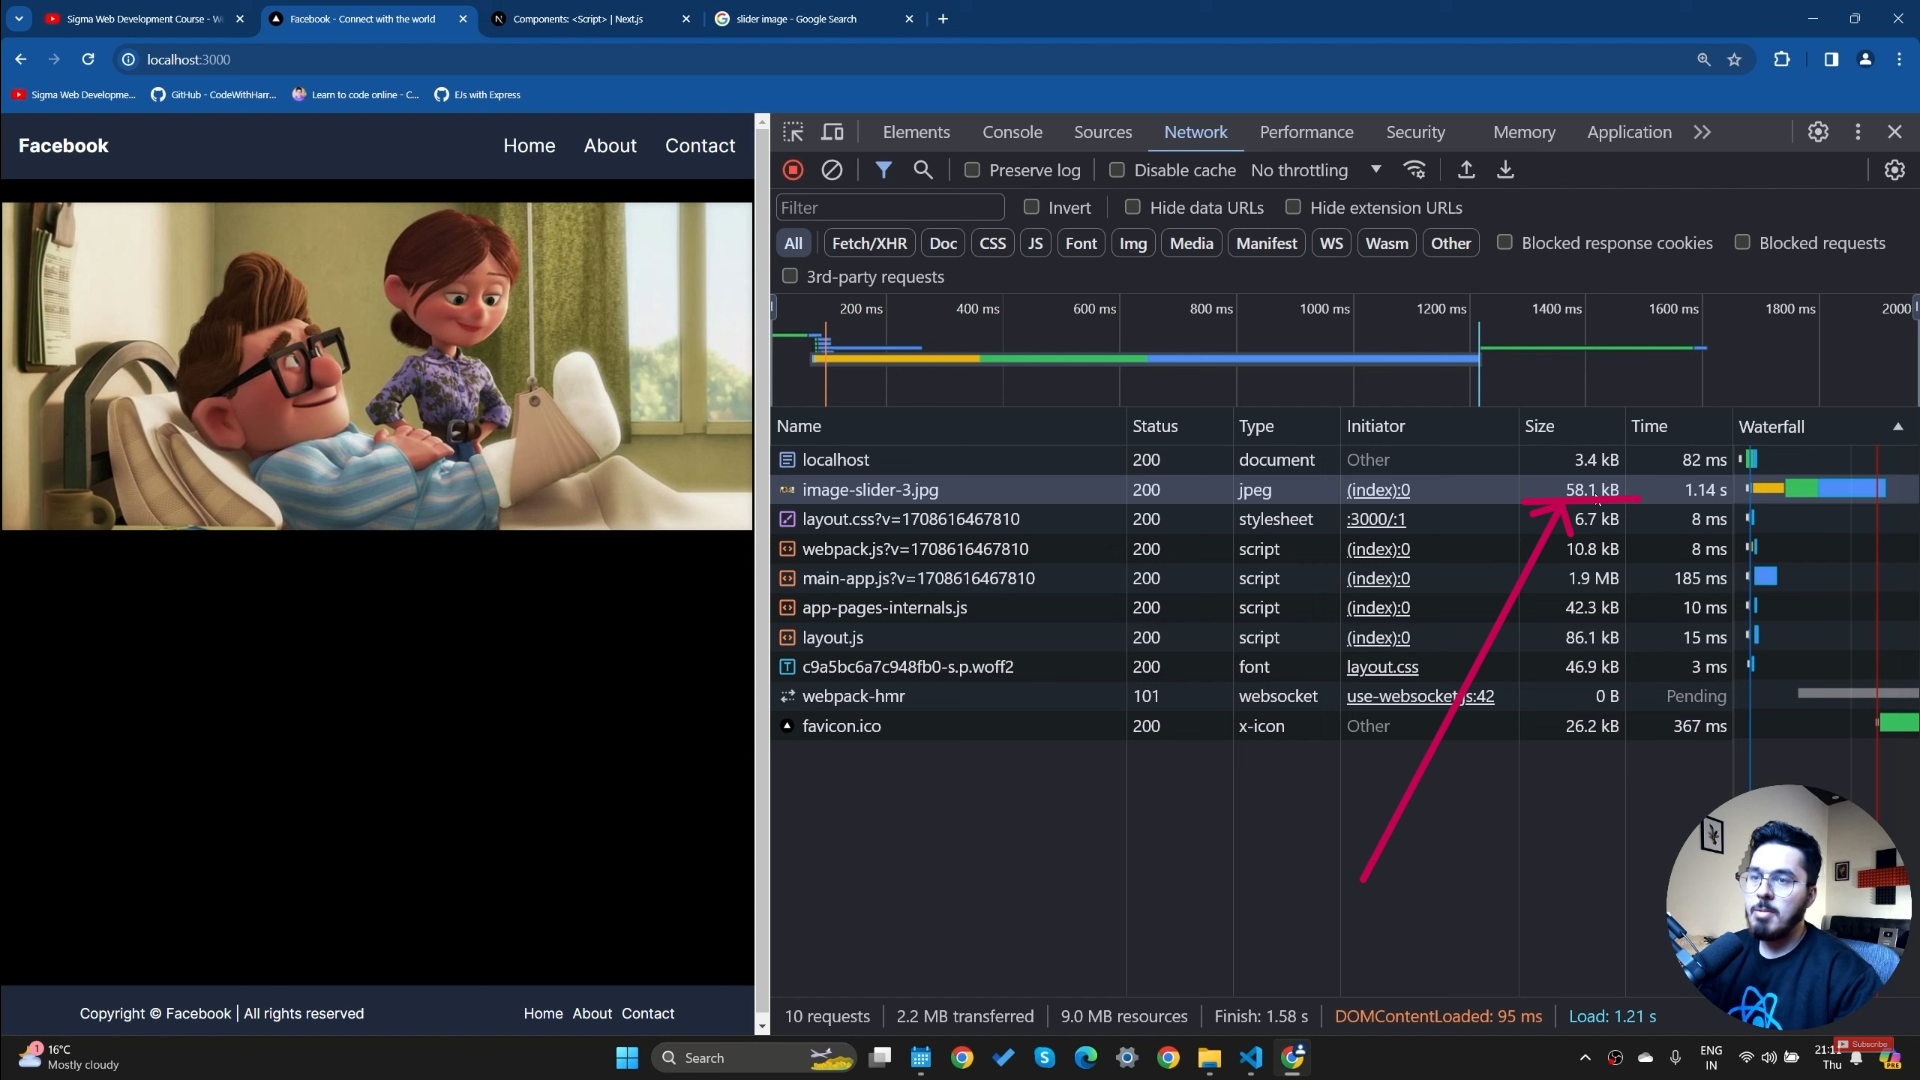 Sigma Web Development Course - W
Facebook - Connect with the world
Components: <Script> | Next.js
slider image - Google Search
localhost:3000
Sigma Web Developme...
GitHub - CodeWithHarr...
Learn to code online - C...
EJs with Express
Facebook
Home About Contact
Elements Console Sources Network Performance Security Memory Application
Preserve log Disable cache No throttling
Filter Invert Hide data URLs Hide extension URLs
All Fetch/XHR Doc CSS JS Font Img Media Manifest WS Wasm Other Blocked response cookies Blocked requests
3rd-party requests
200 ms 400 ms 600 ms 800 ms 1000 ms 1200 ms 1400 ms 1600 ms 1800 ms 2000
Name Status Type Initiator Size Time Waterfall
localhost 200 document Other 3.4 kB 82 ms
image-slider-3.jpg 200 jpeg (index):0 58.1 kB 1.14 s
layout.css?v=1708616467810 200 stylesheet :3000/:1 6.7 kB 8 ms
webpack.js?v=1708616467810 200 script (index):0 10.8 kB 8 ms
main-app.js?v=1708616467810 200 script (index):0 1.9 MB 185 ms
app-pages-internals.js 200 script (index):0 42.3 kB 10 ms
layout.js 200 script (index):0 86.1 kB 15 ms
c9a5bc6a7c948fb0-s.p.woff2 200 font layout.css 46.9 kB 3 ms
webpack-hmr 101 websocket use-websocket.js:42 0 B Pending
favicon.ico 200 x-icon Other 26.2 kB 367 ms
Copyright © Facebook | All rights reserved
Home About Contact
10 requests 2.2 MB transferred 9.0 MB resources Finish: 1.58 s DOMContentLoaded: 95 ms Load: 1.21 s
1
16°C
Mostly cloudy
Search
ENG
IN
21:11
Thu
Subscribe
PRE